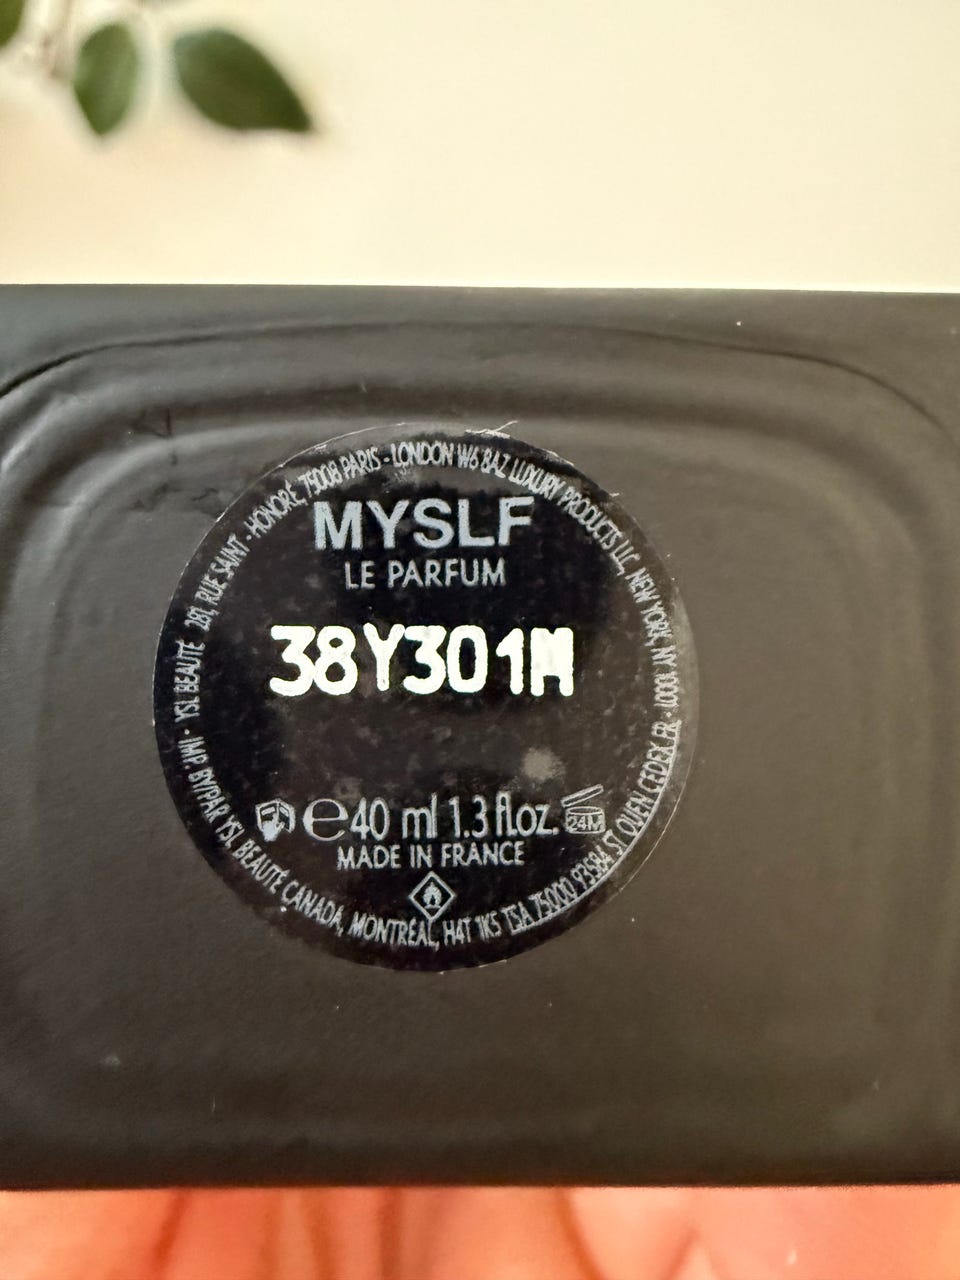 MYSLF
LE PARFUM
38Y301M
e 40 ml 1.3 fl.oz. 24M
MADE IN FRANCE
YSL BEAUTÉ 281, RUE SAINT - HONORÉ, 75008 PARIS - LONDON W6 8AZ LUXURY PRODUCTS LLC, NEW YORK, NY 10001 - IMP. BY/PAR YSL BEAUTÉ CANADA, MONTRÉAL, H4T 1K5 TSA 75000 93584 ST OUEN CEDEX FR -